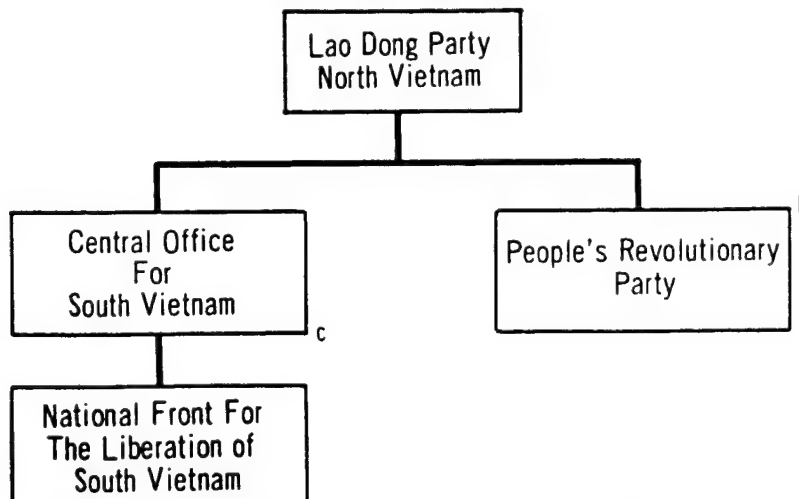 Lao Dong Party
North Vietnam
Central Office
For
South Vietnam
c
People's Revolutionary
Party
National Front For
The Liberation of
South Vietnam